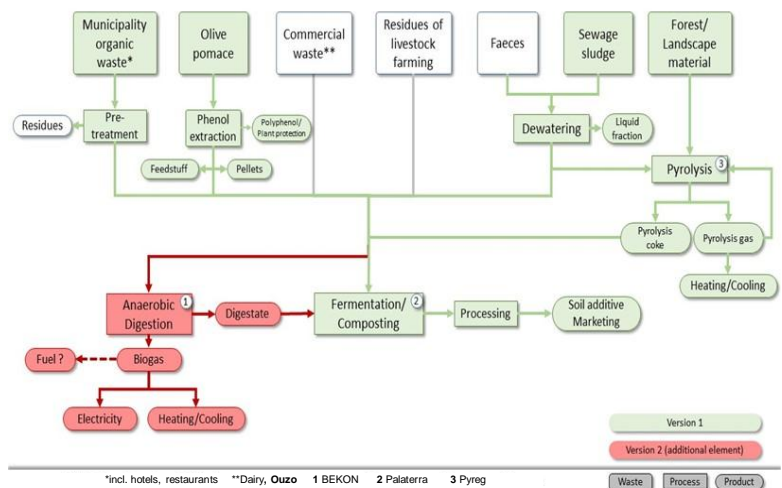 Municipality
organic
waste*
Olive
pomace
Commercial
waste**
Residues of
livestock
farming
Faeces
Sewage
sludge
Forest/
Landscape
material
Residues
Pre-
treatment
Phenol
extraction
Polyphenol/
Plant protection
Dewatering
Liquid
fraction
Feedstuff
Pellets
Pyrolysis
3
Pyrolysis
coke
Pyrolysis gas
Heating/Cooling
Anaerobic
Digestion
1
Digestate
Fermentation/
Composting
2
Processing
Soil additive
Marketing
Fuel ?
Biogas
Electricity
Heating/Cooling
Version 1
Version 2 (additional element)
*incl. hotels, restaurants **Dairy, Ouzo 1 BEKON 2 Palaterra 3 Pyreg
Waste
Process
Product